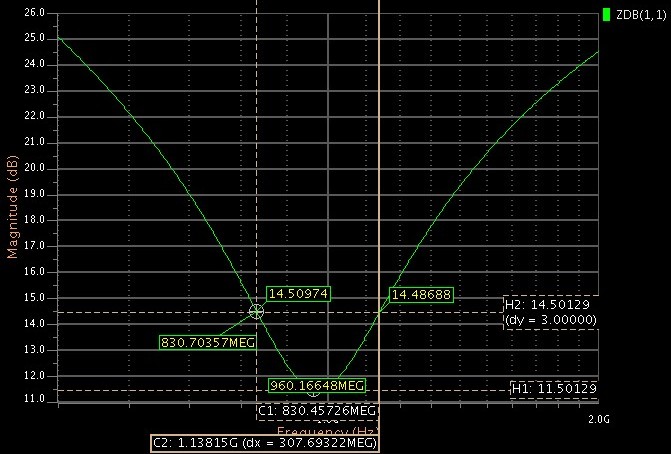 26.0
ZDB(1,1)
25.0
24.0
23.0
22.0
21.0
20.0
19.0
18.0
17.0
16.0
15.0
14.0
13.0
12.0
11.0
Magnitude (dB)
14.50974
14.48688
H2: 14.50129
(dy = 3.00000)
830.70357MEG
960.16648MEG
H1: 11.50129
C1: 830.45726MEG
2.0G
Frequency (Hz)
C2: 1.13815G (dx = 307.69322MEG)